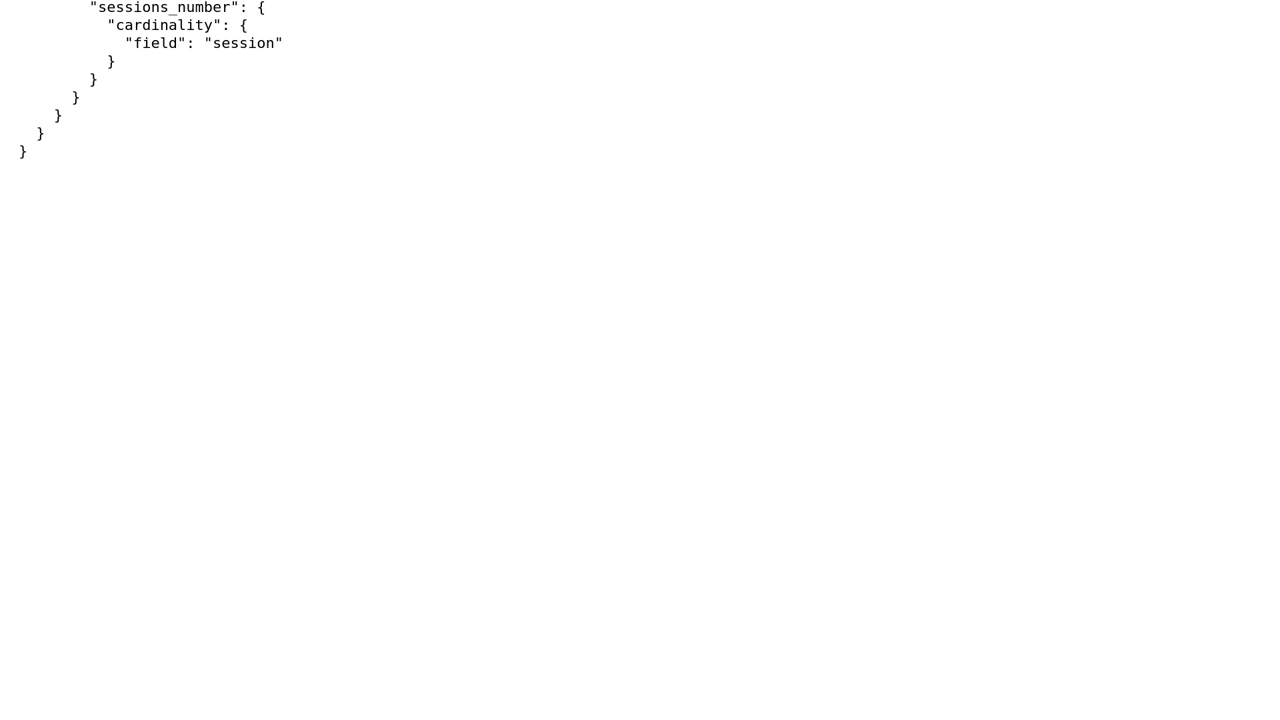 "sessions_number": {
          "cardinality": {
            "field": "session"
          }
        }
      }
    }
  }
}